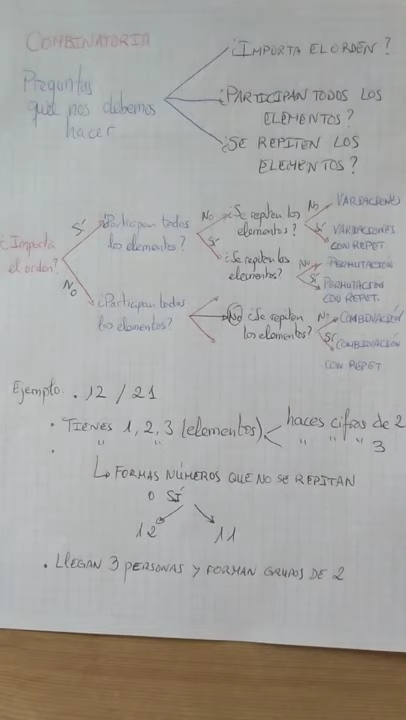 COMBINATORIA
Preguntas
que nos debemos
hacer
¿IMPORTA EL ORDEN?
¿PARTICIPAN TODOS LOS
ELEMENTOS?
¿SE REPITEN LOS
ELEMENTOS?
¿Importa
el orden?
Sí
¿Participan todos
los elementos?
No
¿Se repiten los
elementos?
No
VARIACIONES
Sí
VARIACIONES
CON REPET.
Sí
¿Se repiten los
elementos?
No
PERMUTACIÓN
Sí
PERMUTACIÓN
CON REPET.
No
¿Participan todos
los elementos?
No
¿Se repiten
los elementos?
No
COMBINACIÓN
Sí
COMBINACIÓN
CON REPET
Ejemplo. . 12 / 21
. TIENES 1, 2, 3 (elementos) haces cifras de 2
. " " " " " 3
↳ FORMAS NÚMEROS QUE NO SE REPITAN
O SÍ
12 11
. LLEGAN 3 PERSONAS Y FORMAN GRUPOS DE 2